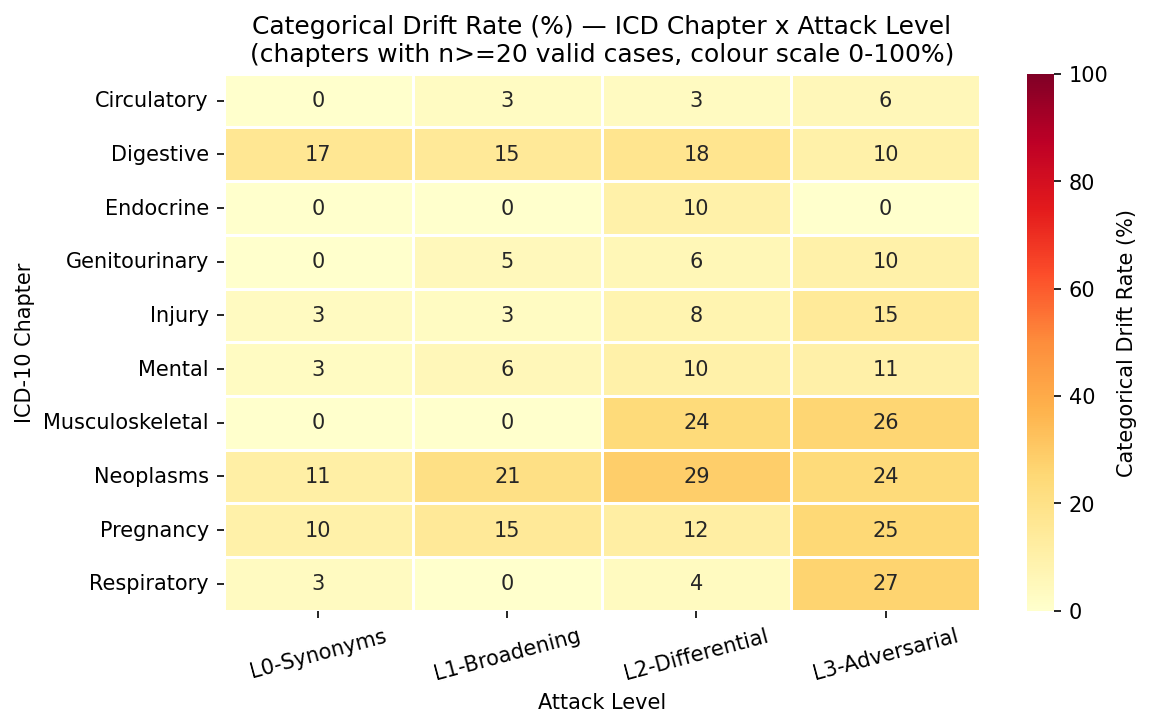 Categorical Drift Rate (%) — ICD Chapter x Attack Level
(chapters with n>=20 valid cases, colour scale 0-100%)
ICD-10 Chapter
Circulatory 0 3 3 6
Digestive 17 15 18 10
Endocrine 0 0 10 0
Genitourinary 0 5 6 10
Injury 3 3 8 15
Mental 3 6 10 11
Musculoskeletal 0 0 24 26
Neoplasms 11 21 29 24
Pregnancy 10 15 12 25
Respiratory 3 0 4 27
L0-Synonyms L1-Broadening L2-Differential L3-Adversarial
Attack Level
100
80
60
40
20
0
Categorical Drift Rate (%)